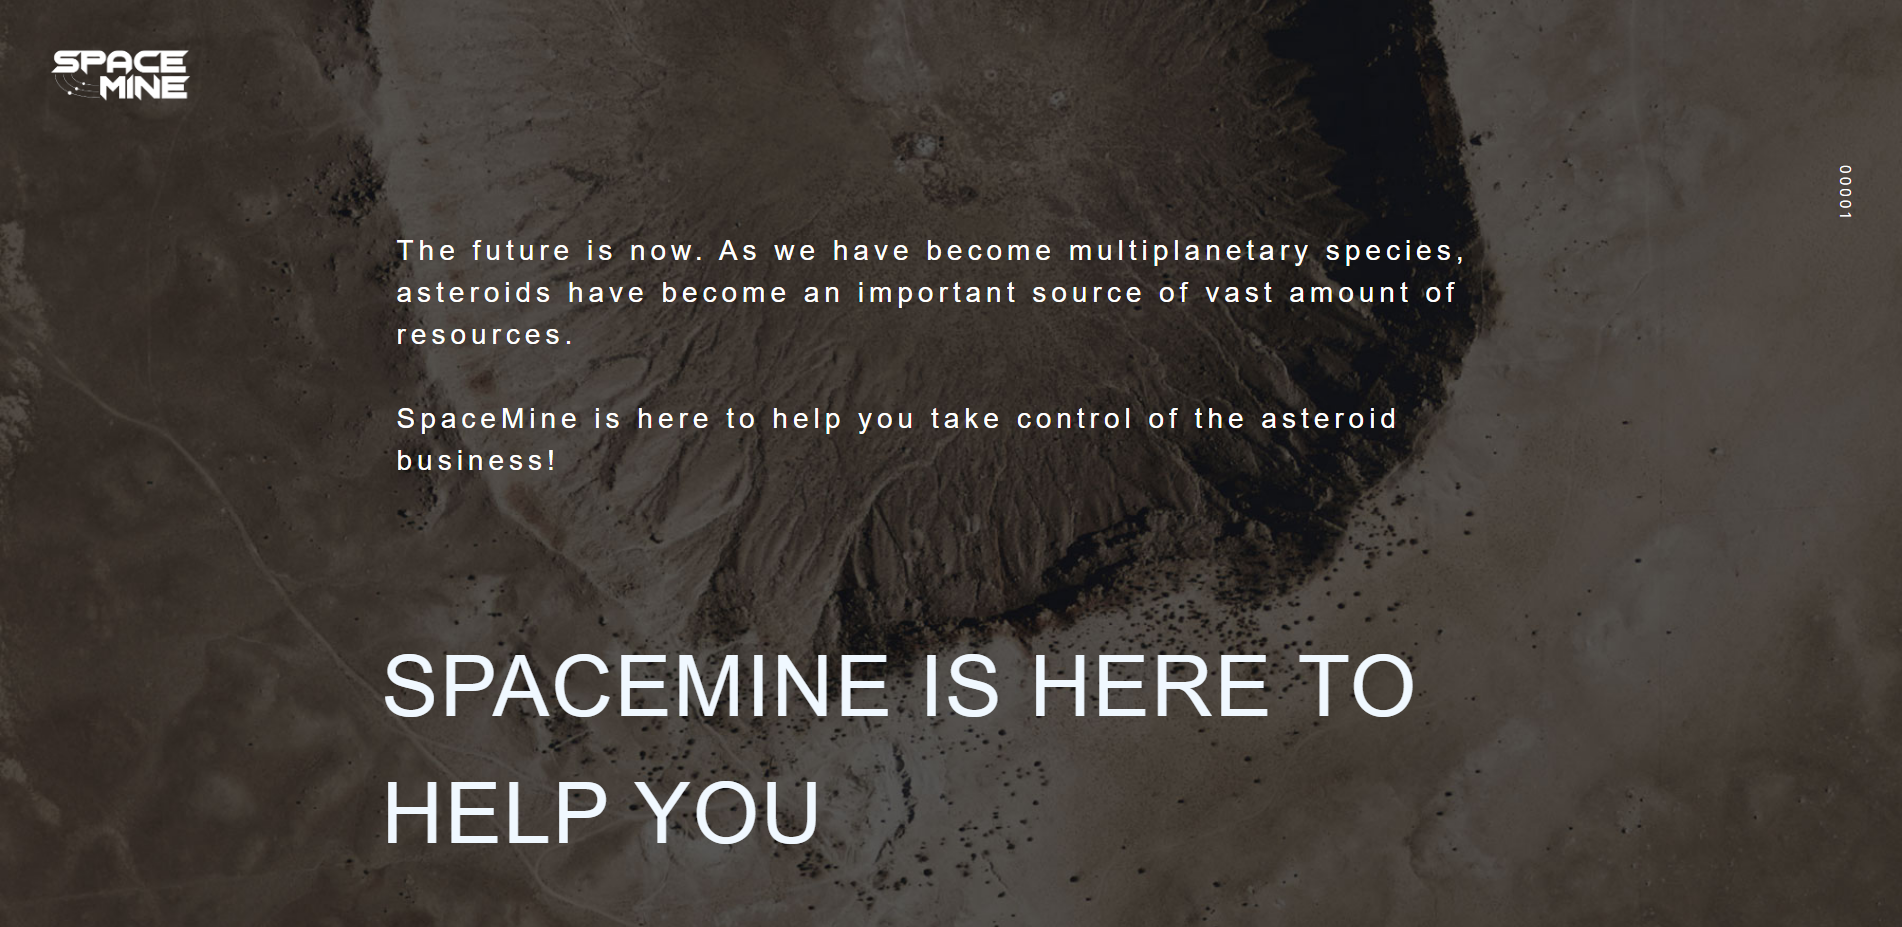 SPACE
MINE
00001
The future is now. As we have become multiplanetary species,
asteroids have become an important source of vast amount of
resources.
SpaceMine is here to help you take control of the asteroid
business!
SPACEMINE IS HERE TO
HELP YOU